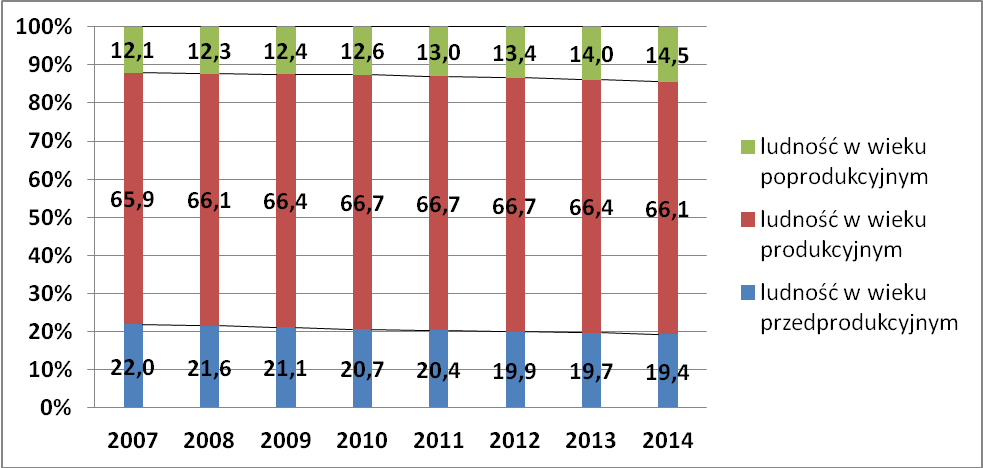 100%
90%
80%
70%
60%
50%
40%
30%
20%
10%
0%
12,1 12,3 12,4 12,6 13,0 13,4 14,0 14,5
65,9 66,1 66,4 66,7 66,7 66,7 66,4 66,1
22,0 21,6 21,1 20,7 20,4 19,9 19,7 19,4
2007 2008 2009 2010 2011 2012 2013 2014
ludność w wieku
poprodukcyjnym
ludność w wieku
produkcyjnym
ludność w wieku
przedprodukcyjnym